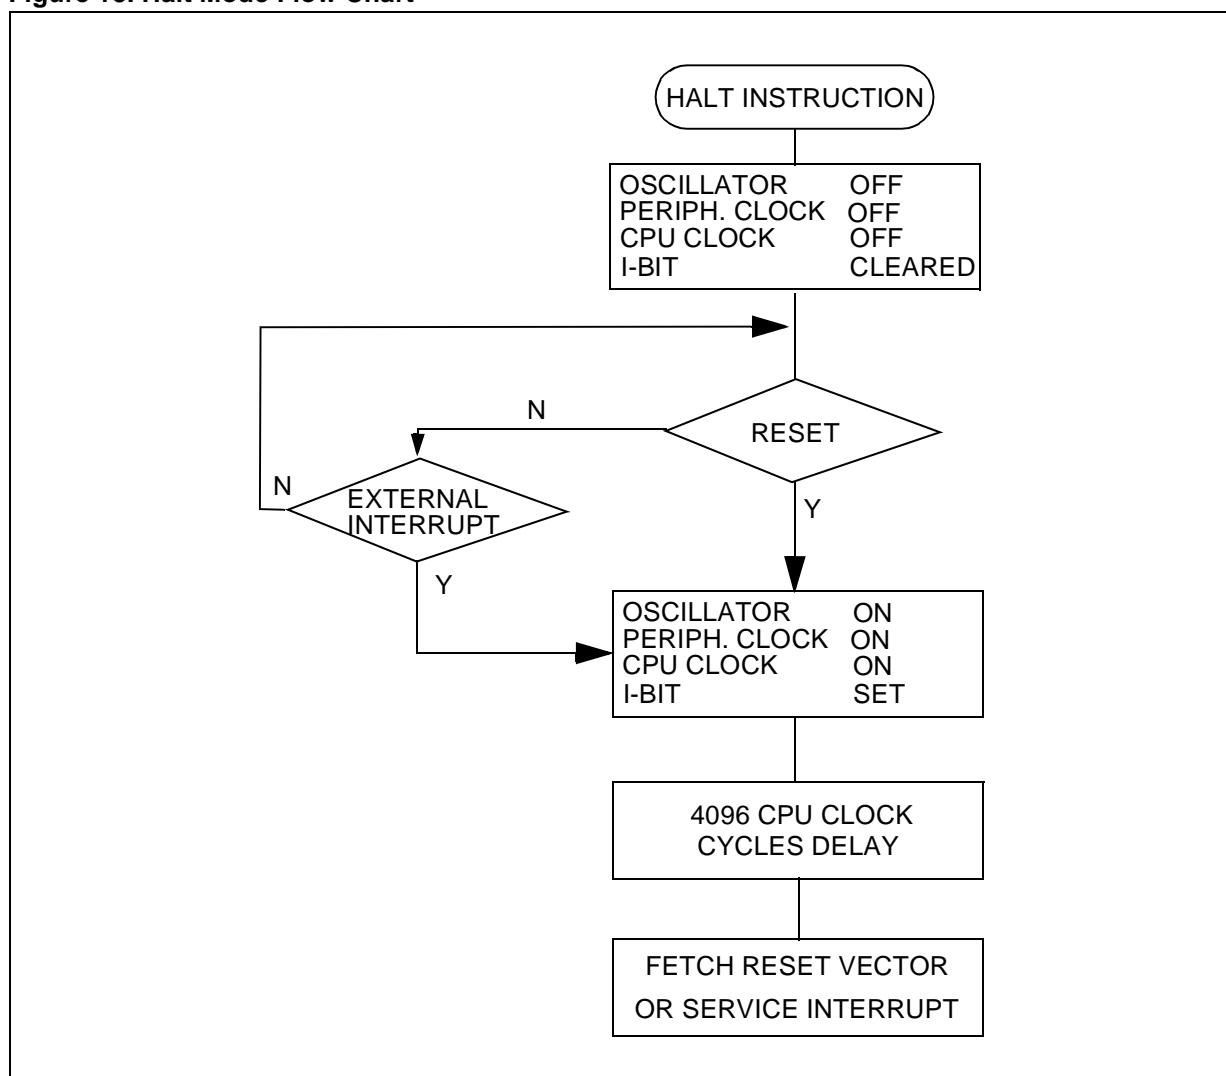 HALT INSTRUCTION
OSCILLATOR OFF
PERIPH. CLOCK OFF
CPU CLOCK OFF
I-BIT CLEARED
N
RESET
N
EXTERNAL
INTERRUPT
Y
Y
OSCILLATOR ON
PERIPH. CLOCK ON
CPU CLOCK ON
I-BIT SET
4096 CPU CLOCK
CYCLES DELAY
FETCH RESET VECTOR
OR SERVICE INTERRUPT